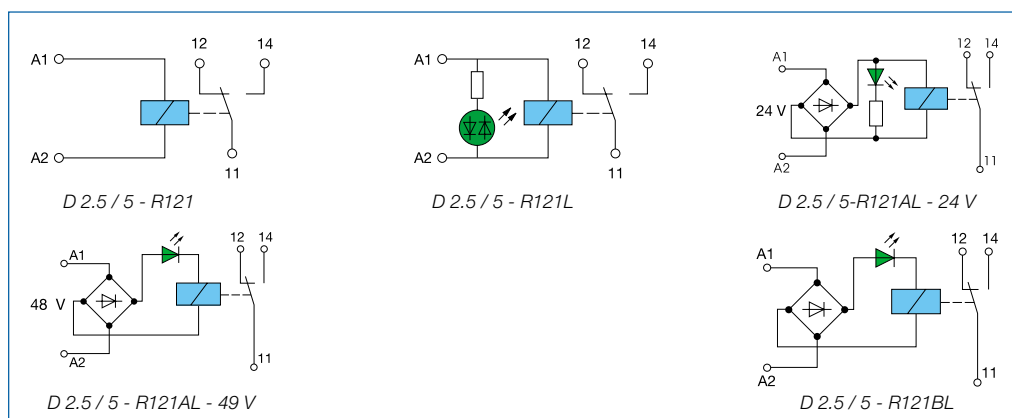 12 14
A1
A2
11
D 2.5 / 5 - R121
12 14
A1
A2
11
D 2.5 / 5 - R121L
12 14
A1
24 V
A2
11
D 2.5 / 5-R121AL - 24 V
A1
12 14
48 V
A2
11
D 2.5 / 5 - R121AL - 49 V
12 14
A1
A2
11
D 2.5 / 5 - R121BL